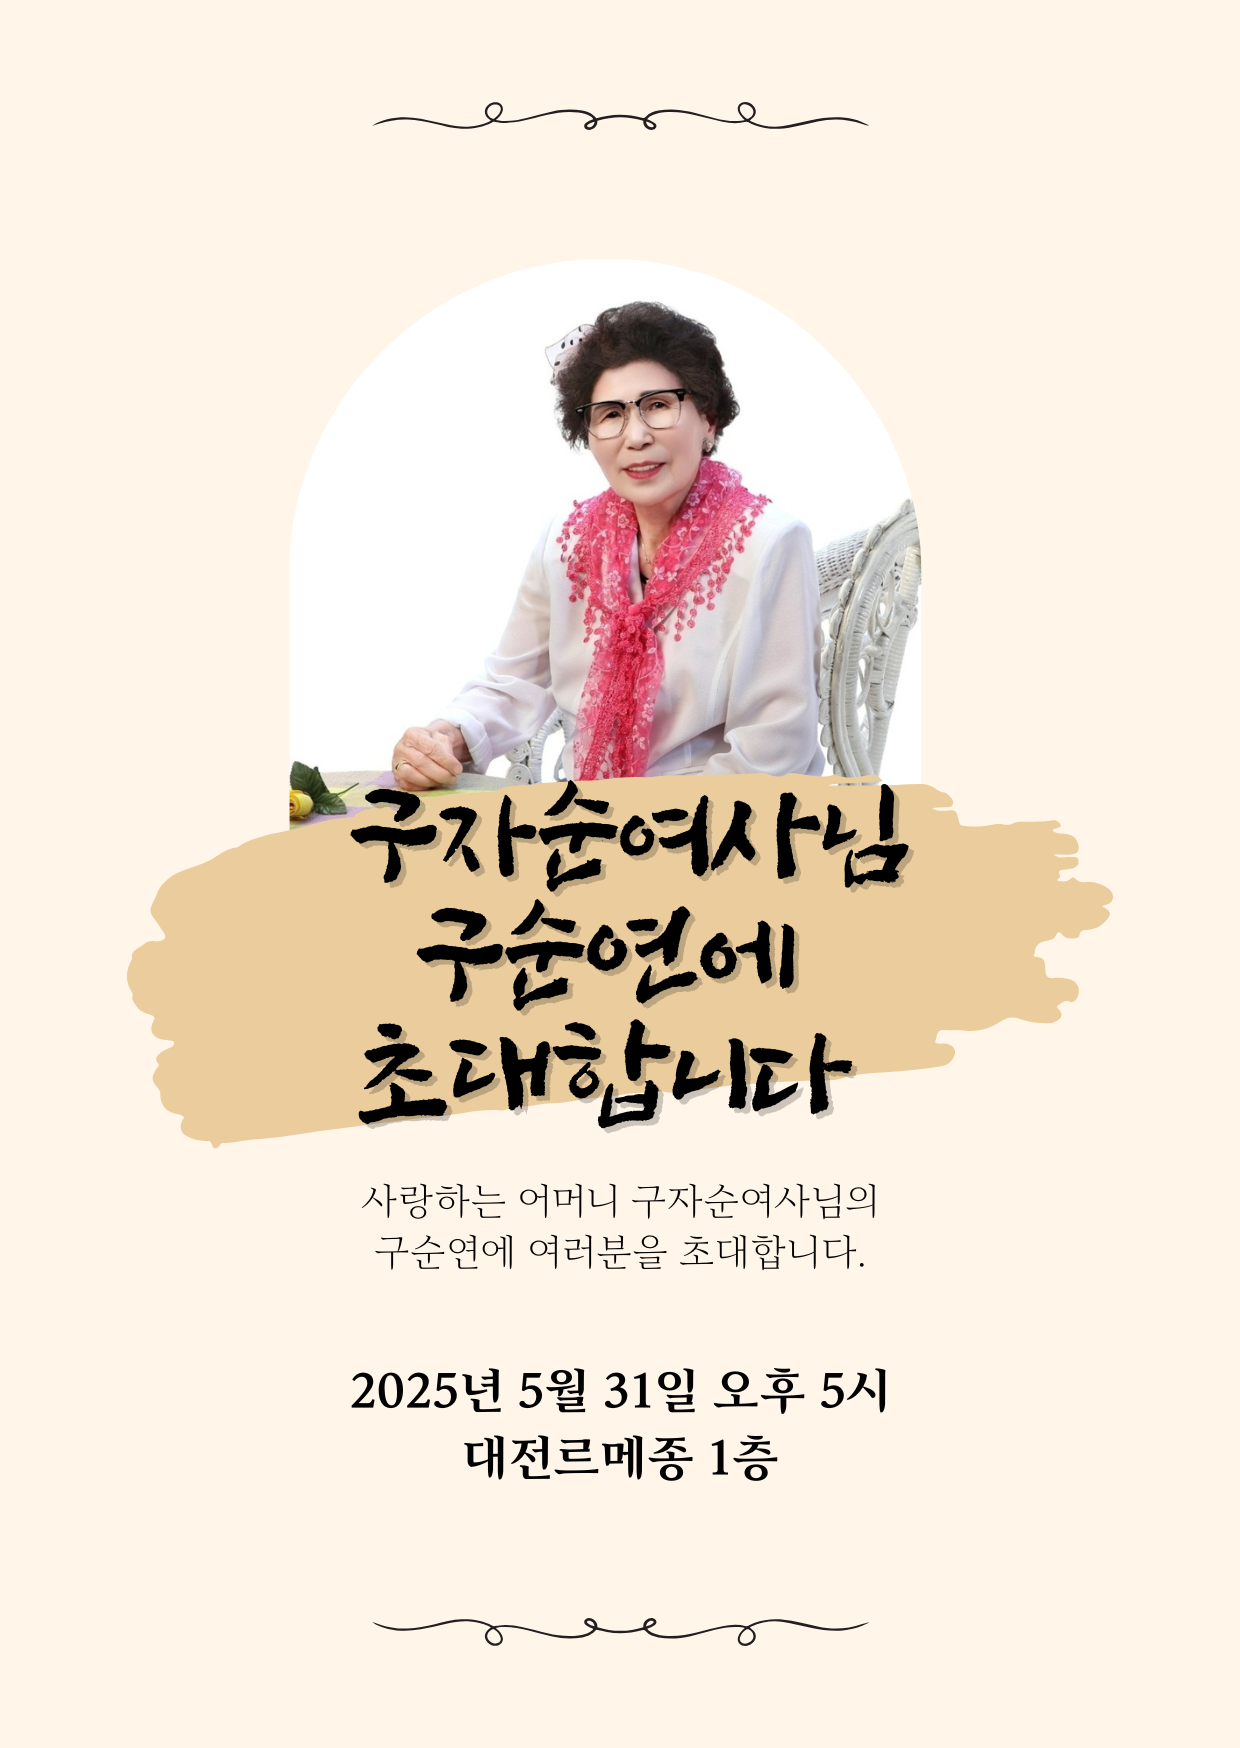 구자순여사님
구순연에
초대합니다
사랑하는 어머니 구자순여사님의
구순연에 여러분을 초대합니다.
2025년 5월 31일 오후 5시
대전르메종 1층